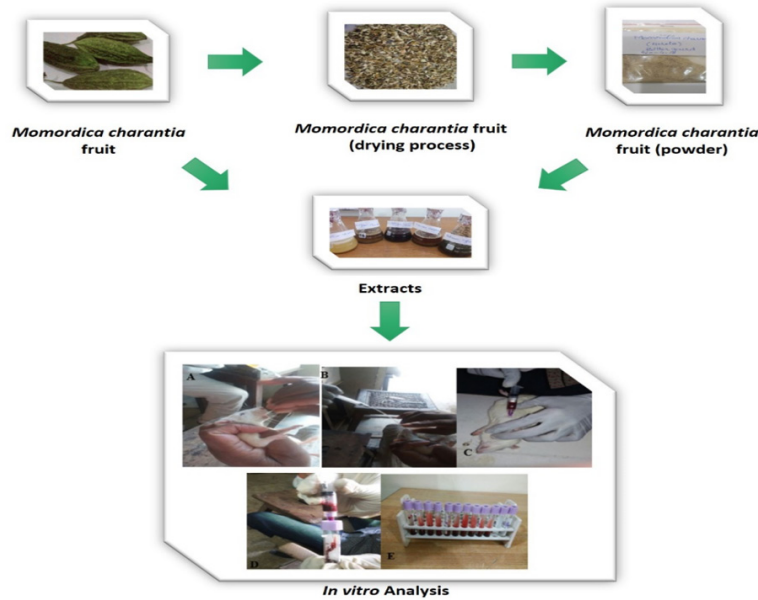 Momordica charantia
fruit
Momordica charantia fruit
(drying process)
Momordica charantia
fruit (powder)
Extracts
A
B
C
D
E
In vitro Analysis